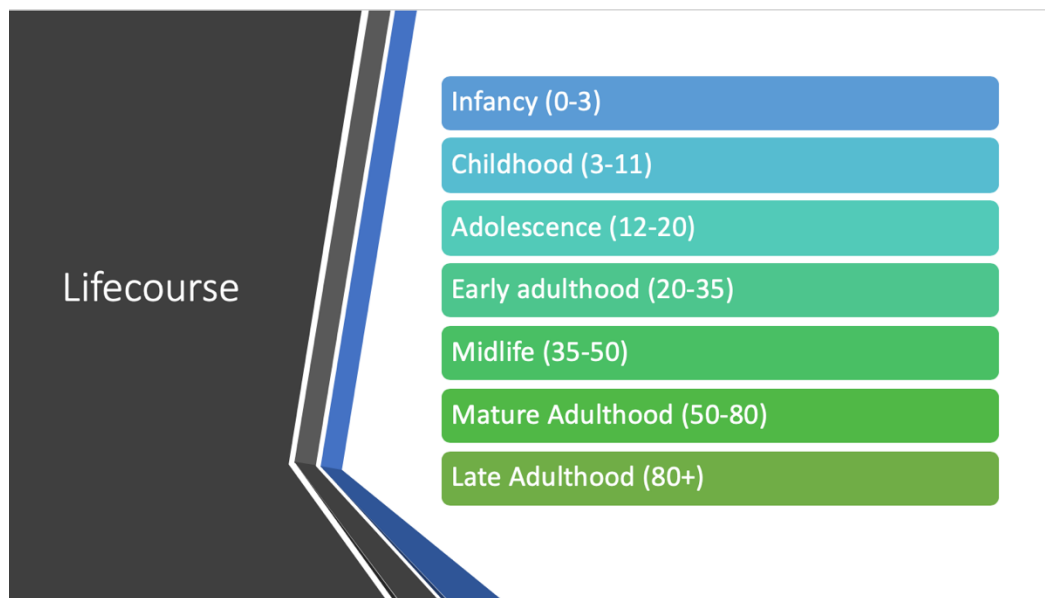 Lifecourse
Infancy (0-3)
Childhood (3-11)
Adolescence (12-20)
Early adulthood (20-35)
Midlife (35-50)
Mature Adulthood (50-80)
Late Adulthood (80+)